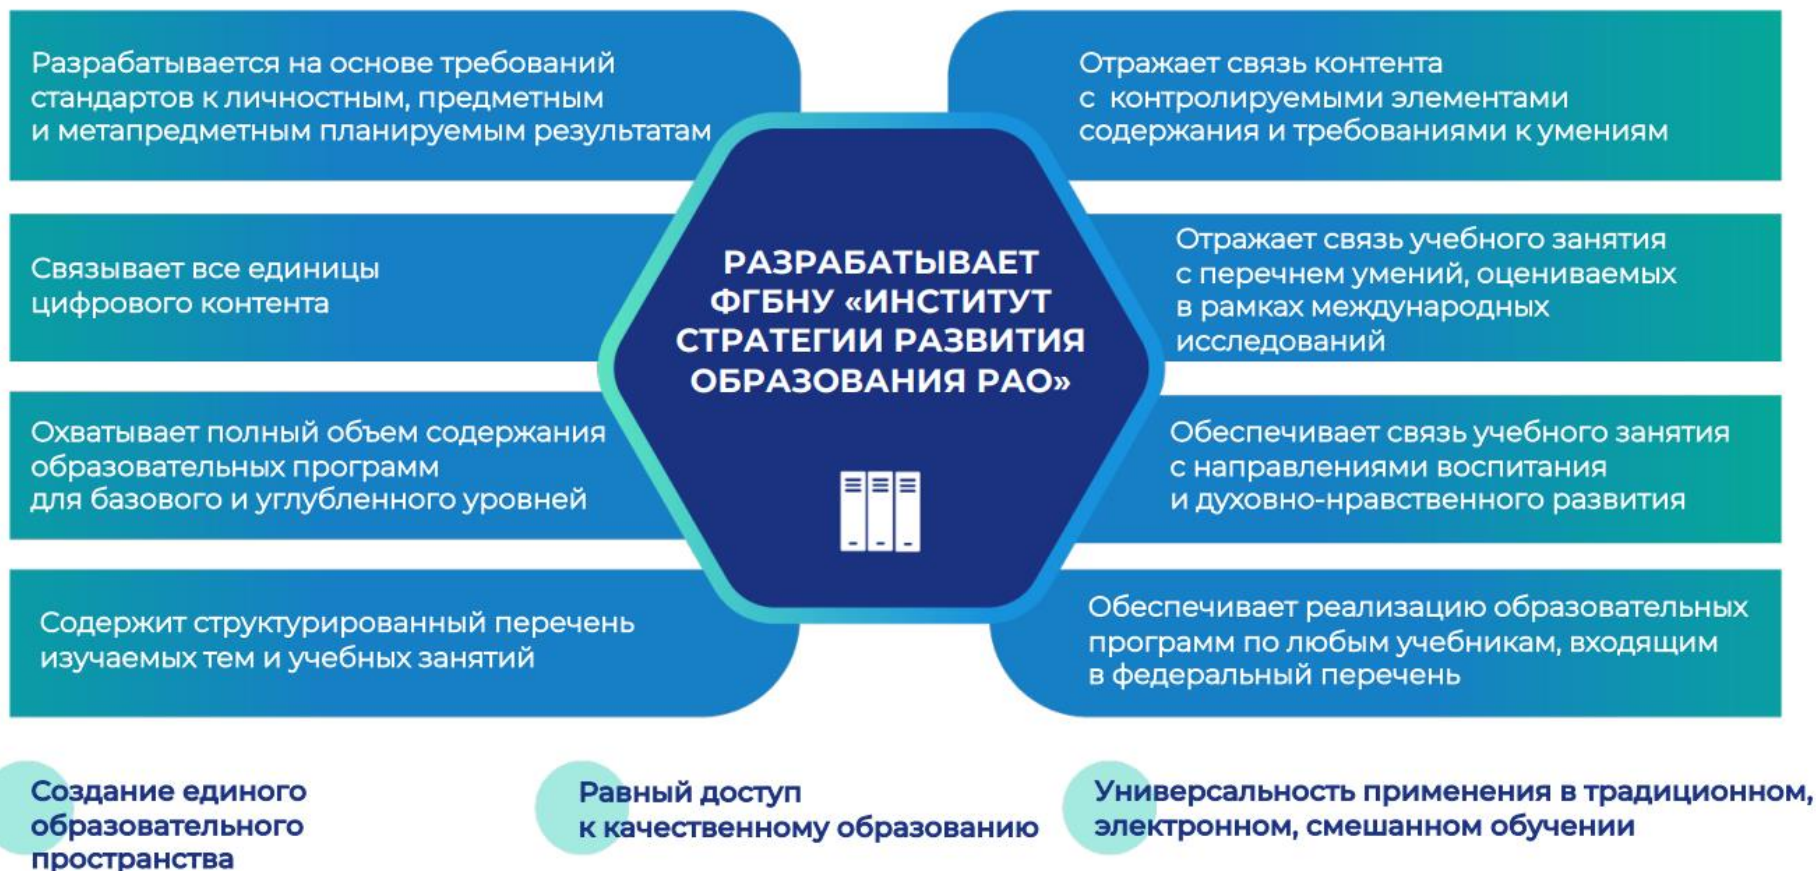 Разрабатывается на основе требований
стандартов к личностным, предметным
и метапредметным планируемым результатам
Связывает все единицы
цифрового контента
Охватывает полный объем содержания
образовательных программ
для базового и углубленного уровней
Содержит структурированный перечень
изучаемых тем и учебных занятий
РАЗРАБАТЫВАЕТ
ФГБНУ «ИНСТИТУТ
СТРАТЕГИИ РАЗВИТИЯ
ОБРАЗОВАНИЯ РАО»
Отражает связь контента
с контролируемыми элементами
содержания и требованиями к умениям
Отражает связь учебного занятия
с перечнем умений, оцениваемых
в рамках международных
исследований
Обеспечивает связь учебного занятия
с направлениями воспитания
и духовно-нравственного развития
Обеспечивает реализацию образовательных
программ по любым учебникам, входящим
в федеральный перечень
Создание единого
образовательного
пространства
Равный доступ
к качественному образованию
Универсальность применения в традиционном,
электронном, смешанном обучении